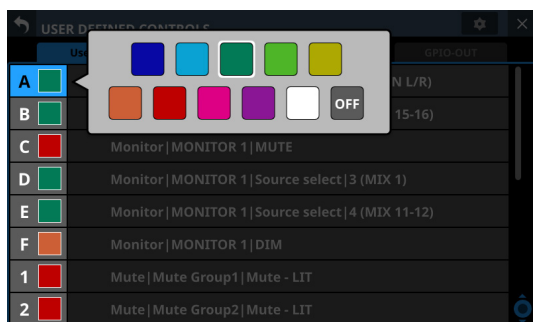 USER DEFINED CONTROLS
Us
GPIO-OUT
OFF
A
N L/R)
B
15-16)
C Monitor|MONITOR 1|MUTE
D Monitor|MONITOR 1|Source select|3 (MIX 1)
E Monitor|MONITOR 1|Source select|4 (MIX 11-12)
F Monitor|MONITOR 1|DIM
1 Mute|Mute Group1|Mute - LIT
2 Mute|Mute Group2|Mute - LIT